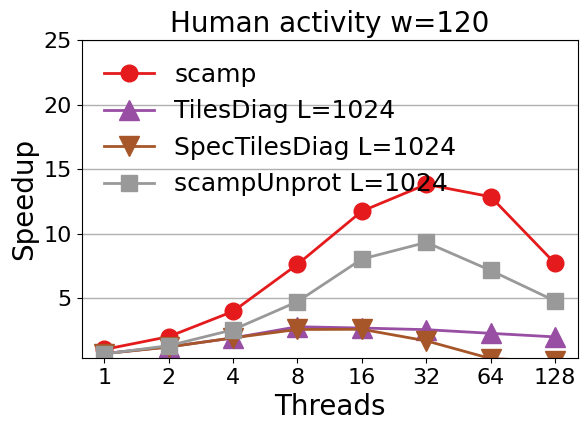 Human activity w=120
25
20
15
10
5
Speedup
scamp
TilesDiag L=1024
SpecTilesDiag L=1024
scampUnprot L=1024
1 2 4 8 16 32 64 128
Threads